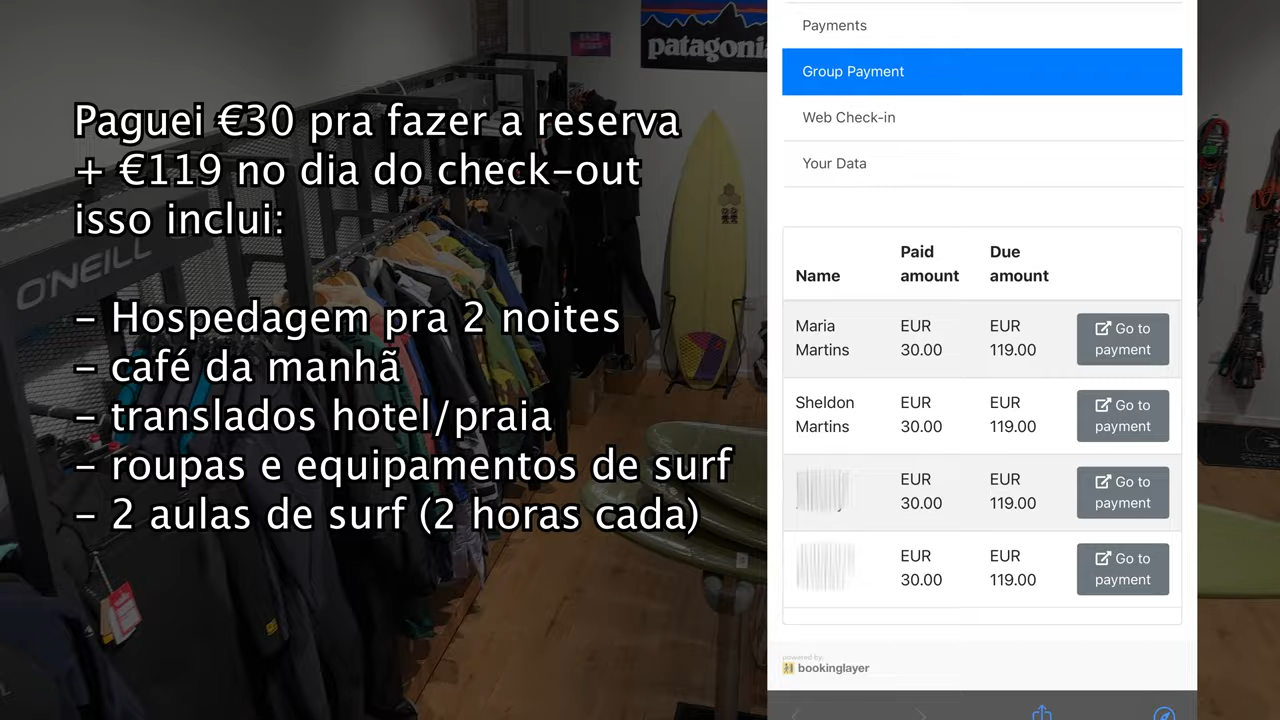 Paguei €30 pra fazer a reserva
+ €119 no dia do check-out
isso inclui:
- Hospedagem pra 2 noites
- café da manhã
- translados hotel/praia
- roupas e equipamentos de surf
- 2 aulas de surf (2 horas cada)
O'NEILL
patagonia
Payments
Group Payment
Web Check-in
Your Data
Name Paid amount Due amount
Maria Martins EUR 30.00 EUR 119.00 Go to payment
Sheldon Martins EUR 30.00 EUR 119.00 Go to payment
EUR 30.00 EUR 119.00 Go to payment
EUR 30.00 EUR 119.00 Go to payment
powered by:
bookinglayer